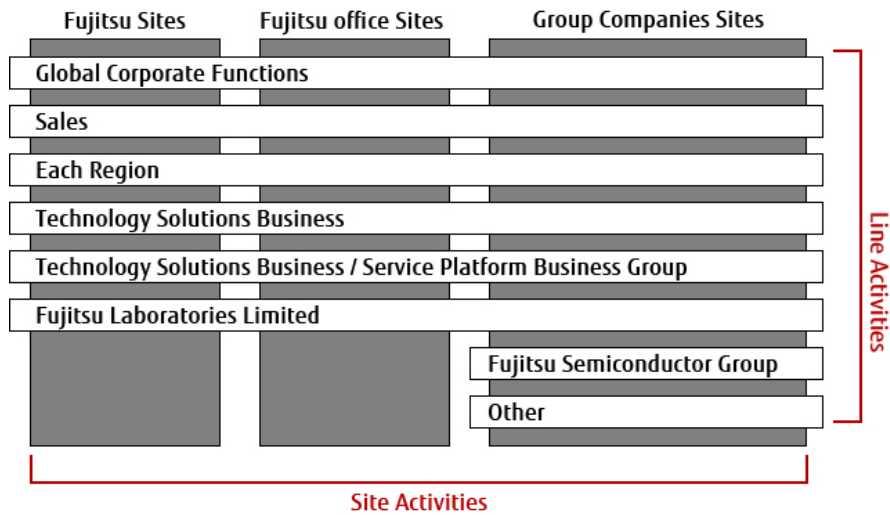 Fujitsu Sites
Fujitsu office Sites
Group Companies Sites
Global Corporate Functions
Sales
Each Region
Technology Solutions Business
Technology Solutions Business / Service Platform Business Group
Fujitsu Laboratories Limited
Fujitsu Semiconductor Group
Other
Line Activities
Site Activities